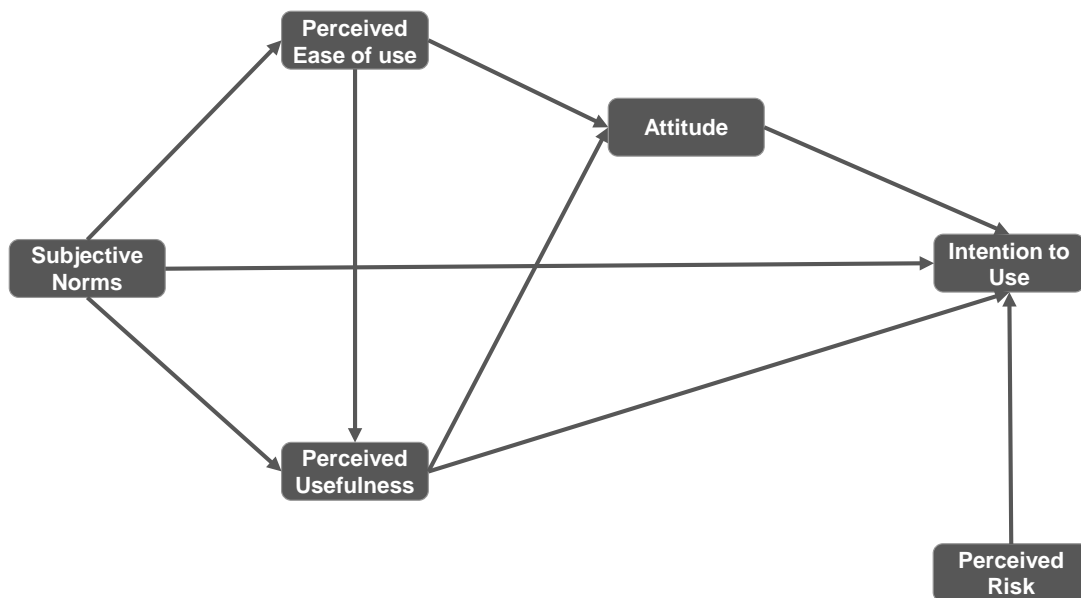 Perceived
Ease of use
Attitude
Subjective
Norms
Intention to
Use
Perceived
Usefulness
Perceived
Risk